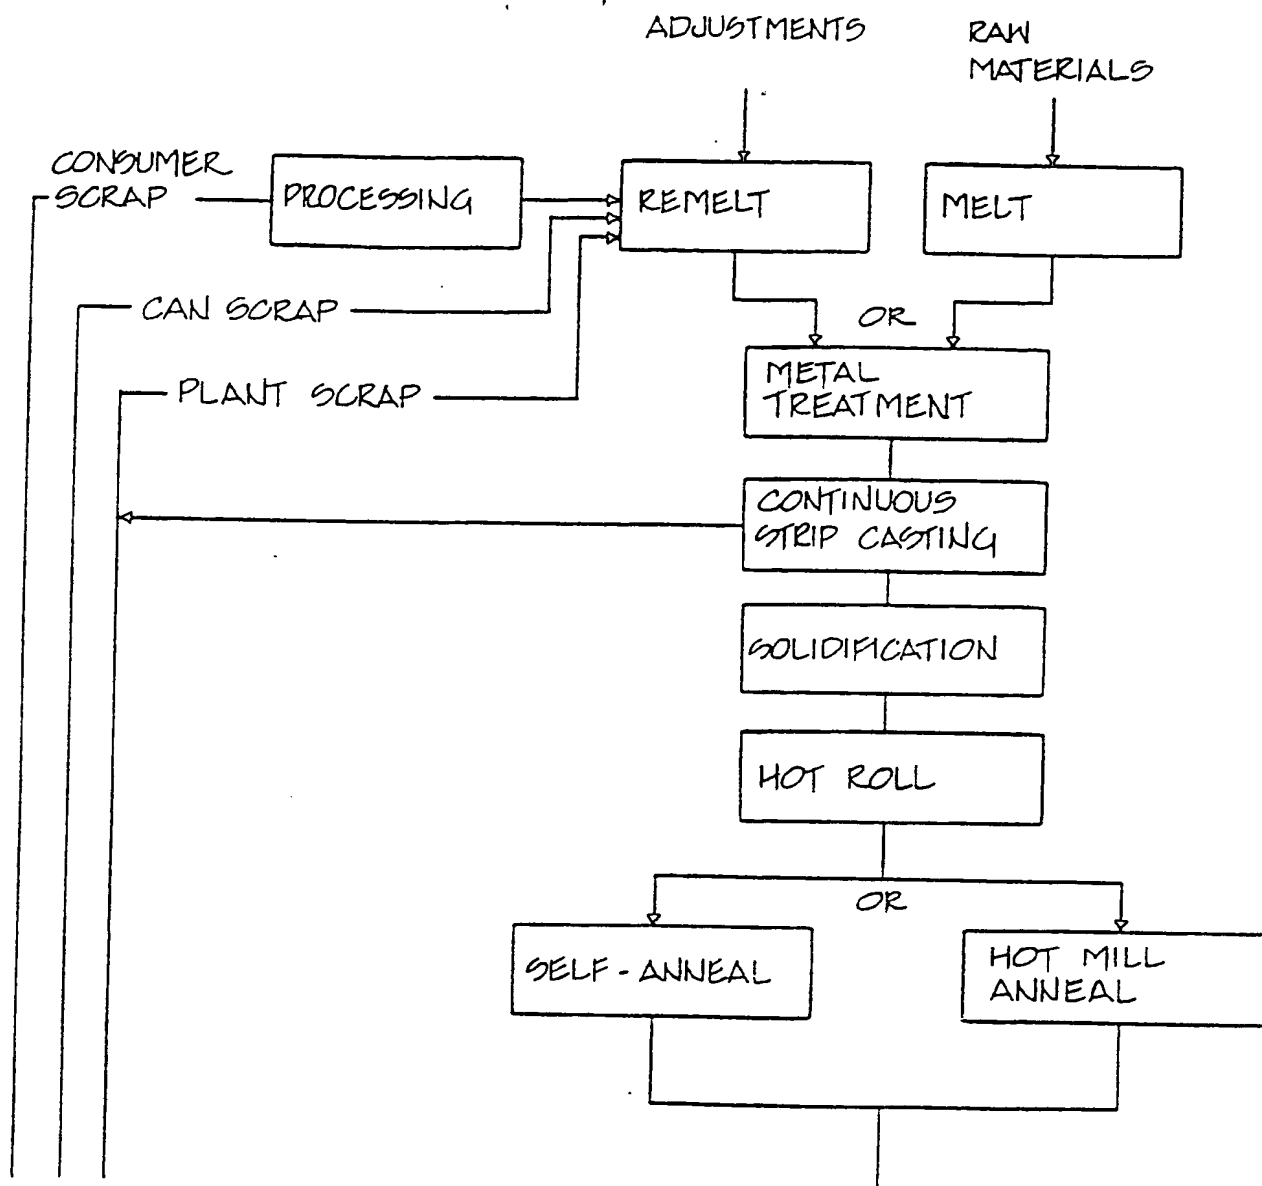 ADJUSTMENTS
RAW
MATERIALS
CONSUMER
SCRAP
PROCESSING
REMELT
MELT
CAN SCRAP
OR
PLANT SCRAP
METAL
TREATMENT
CONTINUOUS
STRIP CASTING
SOLIDIFICATION
HOT ROLL
OR
SELF-ANNEAL
HOT MILL
ANNEAL